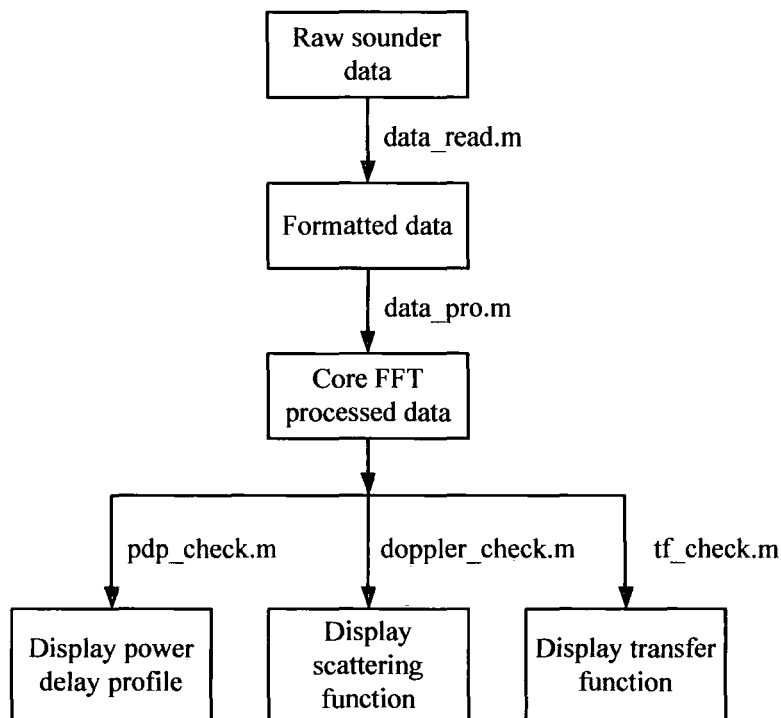 Raw sounder
data
data_read.m
Formatted data
data_pro.m
Core FFT
processed data
pdp_check.m
doppler_check.m
tf_check.m
Display power
delay profile
Display
scattering
function
Display transfer
function